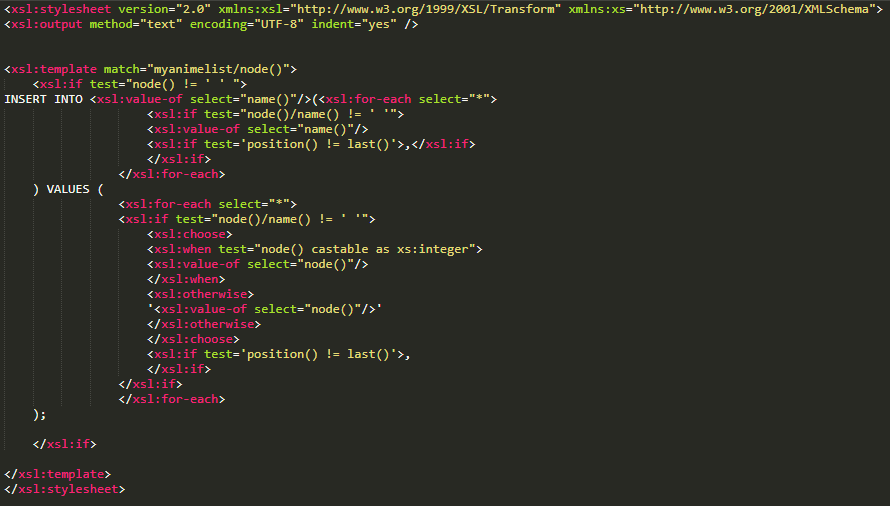 <xsl:stylesheet version="2.0" xmlns:xsl="http://www.w3.org/1999/XSL/Transform" xmlns:xs="http://www.w3.org/2001/XMLSchema">
<xsl:output method="text" encoding="UTF-8" indent="yes" />
<xsl:template match="myanimelist/node()">
<xsl:if test="node() != ' ' ">
INSERT INTO <xsl:value-of select="name()"/>(<xsl:for-each select="*">
<xsl:if test="node()/name() != ' '">
<xsl:value-of select="name()"/>
<xsl:if test='position() != last()'>,</xsl:if>
</xsl:if>
</xsl:for-each>
) VALUES (
<xsl:for-each select="*">
<xsl:if test="node()/name() != ' '">
<xsl:choose>
<xsl:when test="node() castable as xs:integer">
<xsl:value-of select="node()"/>
</xsl:when>
<xsl:otherwise>
'<xsl:value-of select="node()"/>'
</xsl:otherwise>
</xsl:choose>
<xsl:if test='position() != last()'>,
</xsl:if>
</xsl:if>
</xsl:for-each>
);
</xsl:if>
</xsl:template>
</xsl:stylesheet>